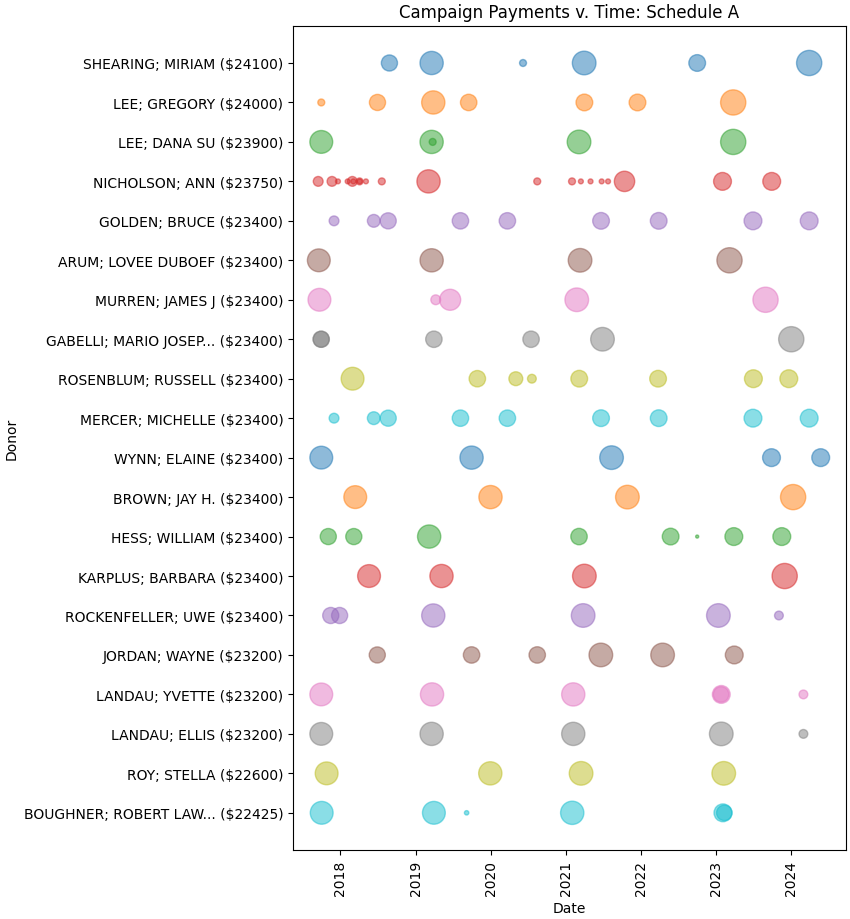 Campaign Payments v. Time: Schedule A
SHEARING; MIRIAM ($24100)
LEE; GREGORY ($24000)
LEE; DANA SU ($23900)
NICHOLSON; ANN ($23750)
GOLDEN; BRUCE ($23400)
ARUM; LOVEE DUBOEF ($23400)
MURREN; JAMES J ($23400)
GABELLI; MARIO JOSEP... ($23400)
ROSENBLUM; RUSSELL ($23400)
MERCER; MICHELLE ($23400)
WYNN; ELAINE ($23400)
BROWN; JAY H. ($23400)
HESS; WILLIAM ($23400)
KARPLUS; BARBARA ($23400)
ROCKENFELLER; UWE ($23400)
JORDAN; WAYNE ($23200)
LANDAU; YVETTE ($23200)
LANDAU; ELLIS ($23200)
ROY; STELLA ($22600)
BOUGHNER; ROBERT LAW... ($22425)
Donor
2018
2019
2020
2021
2022
2023
2024
Date